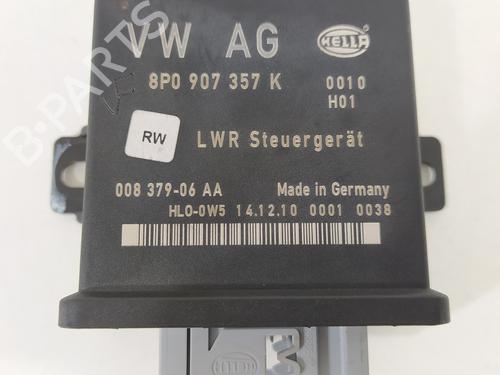 VW AG
HELLA
8P0 907 357 K
0010
H01
RW
LWR Steuergerät
008 379-06 AA
Made in Germany
HLO-0W5 14.12.10 0001 0038
B-PARTS